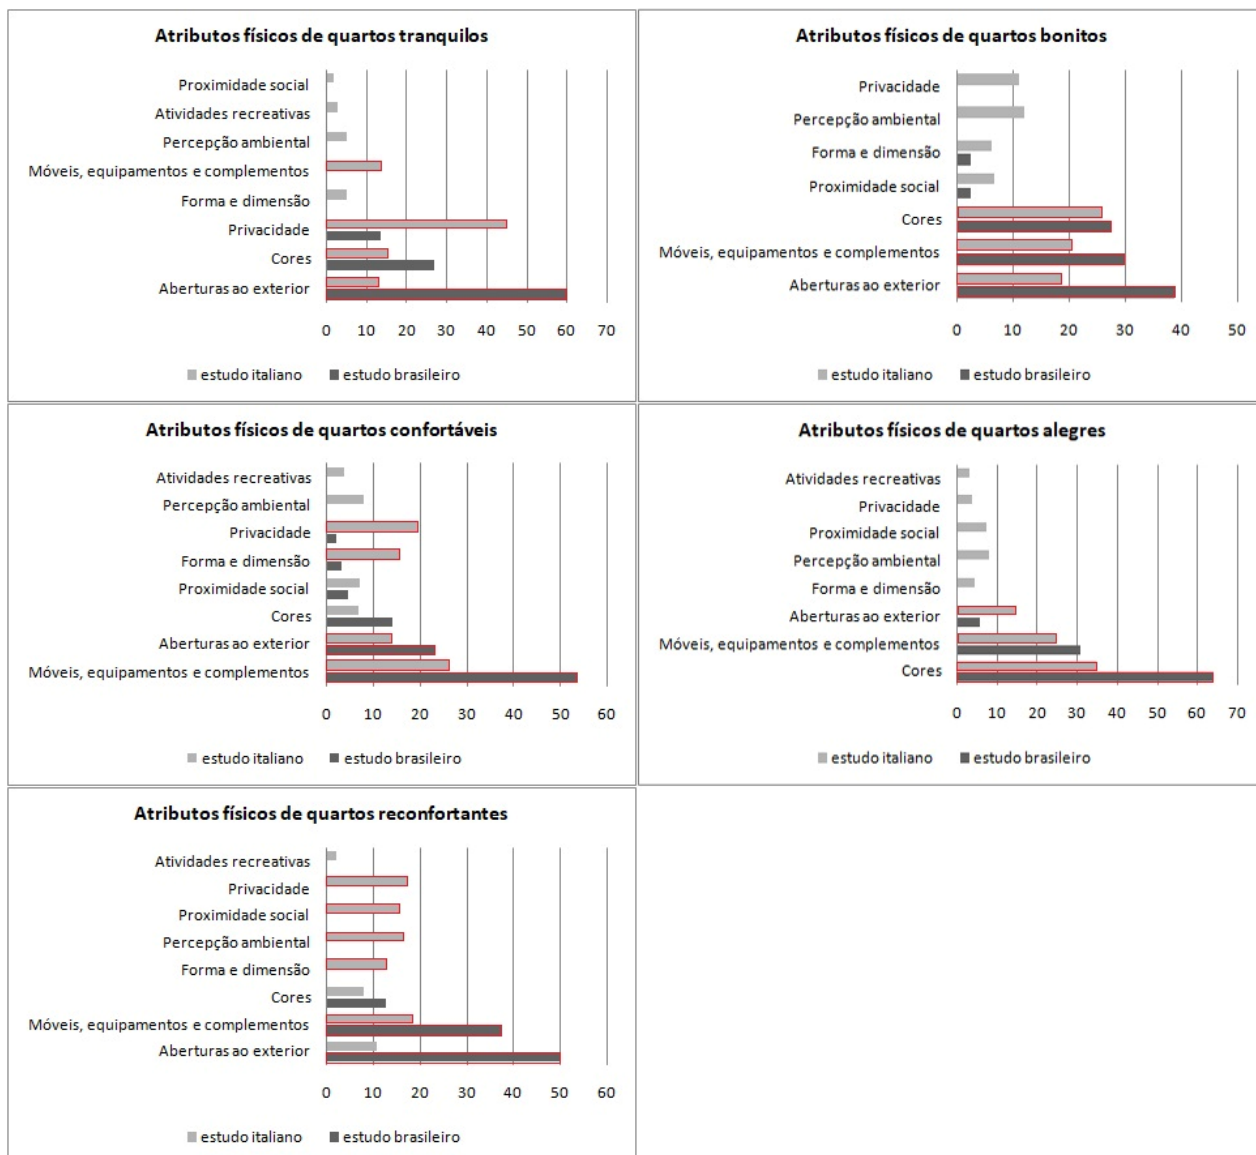 Atributos físicos de quartos tranquilos
Proximidade social
Atividades recreativas
Percepção ambiental
Móveis, equipamentos e complementos
Forma e dimensão
Privacidade
Cores
Aberturas ao exterior
0 10 20 30 40 50 60 70
estudo italiano estudo brasileiro
Atributos físicos de quartos bonitos
Privacidade
Percepção ambiental
Forma e dimensão
Proximidade social
Cores
Móveis, equipamentos e complementos
Aberturas ao exterior
0 10 20 30 40 50
estudo italiano estudo brasileiro
Atributos físicos de quartos confortáveis
Atividades recreativas
Percepção ambiental
Privacidade
Forma e dimensão
Proximidade social
Cores
Aberturas ao exterior
Móveis, equipamentos e complementos
0 10 20 30 40 50 60
estudo italiano estudo brasileiro
Atributos físicos de quartos alegres
Atividades recreativas
Privacidade
Proximidade social
Percepção ambiental
Forma e dimensão
Aberturas ao exterior
Móveis, equipamentos e complementos
Cores
0 10 20 30 40 50 60 70
estudo italiano estudo brasileiro
Atributos físicos de quartos reconfortantes
Atividades recreativas
Privacidade
Proximidade social
Percepção ambiental
Forma e dimensão
Cores
Móveis, equipamentos e complementos
Aberturas ao exterior
0 10 20 30 40 50 60
estudo italiano estudo brasileiro